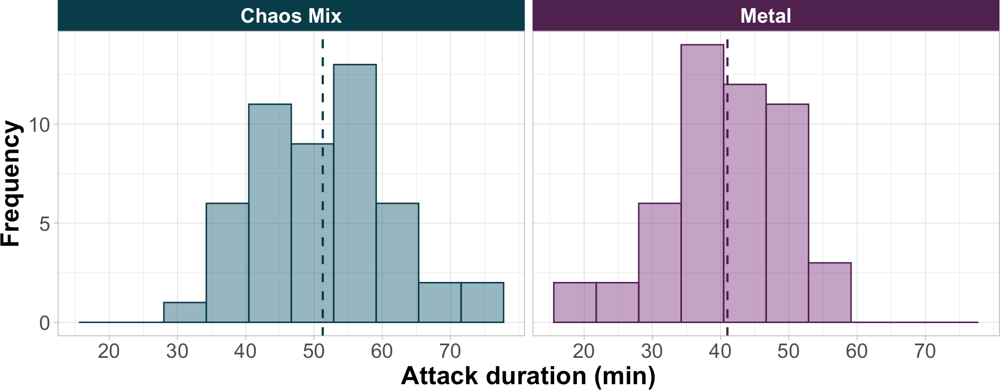 Chaos Mix
Metal
Frequency
10
5
0
20 30 40 50 60 70
20 30 40 50 60 70
Attack duration (min)